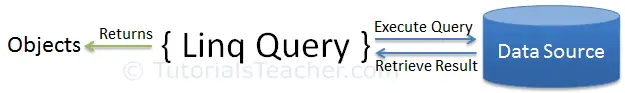 Objects
Returns
{ Linq Query }
Execute Query
Retrieve Result
Data Source
© TutorialsTeacher.com